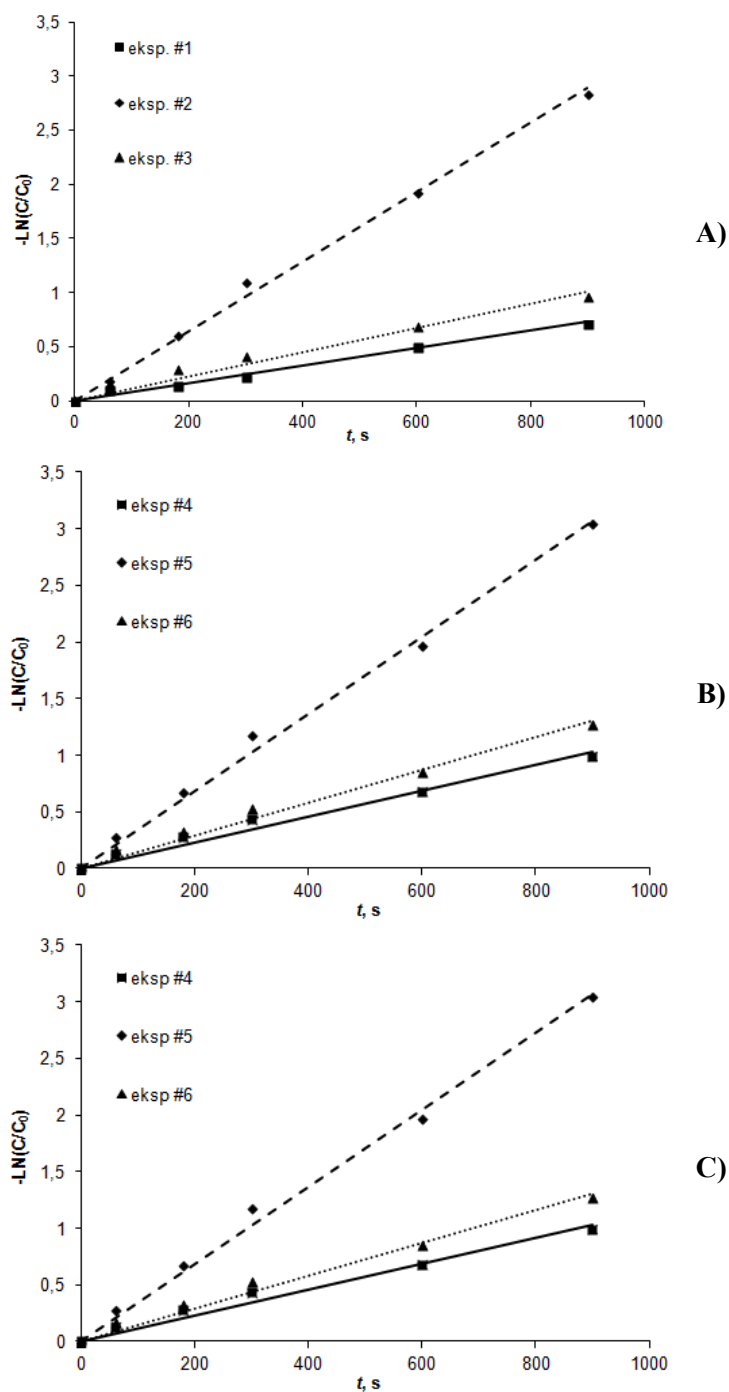 3,5
eksp. #1
3
eksp. #2
2,5
eksp. #3
2
-LN(C/C₀)
A)
1,5
1
0,5
0
0 200 400 600 800 1000
t, s
3,5
eksp #4
3
eksp #5
2,5
eksp #6
2
-LN(C/C₀)
B)
1,5
1
0,5
0
0 200 400 600 800 1000
t, s
3,5
eksp #4
3
eksp #5
2,5
eksp #6
2
-LN(C/C₀)
C)
1,5
1
0,5
0
0 200 400 600 800 1000
t, s